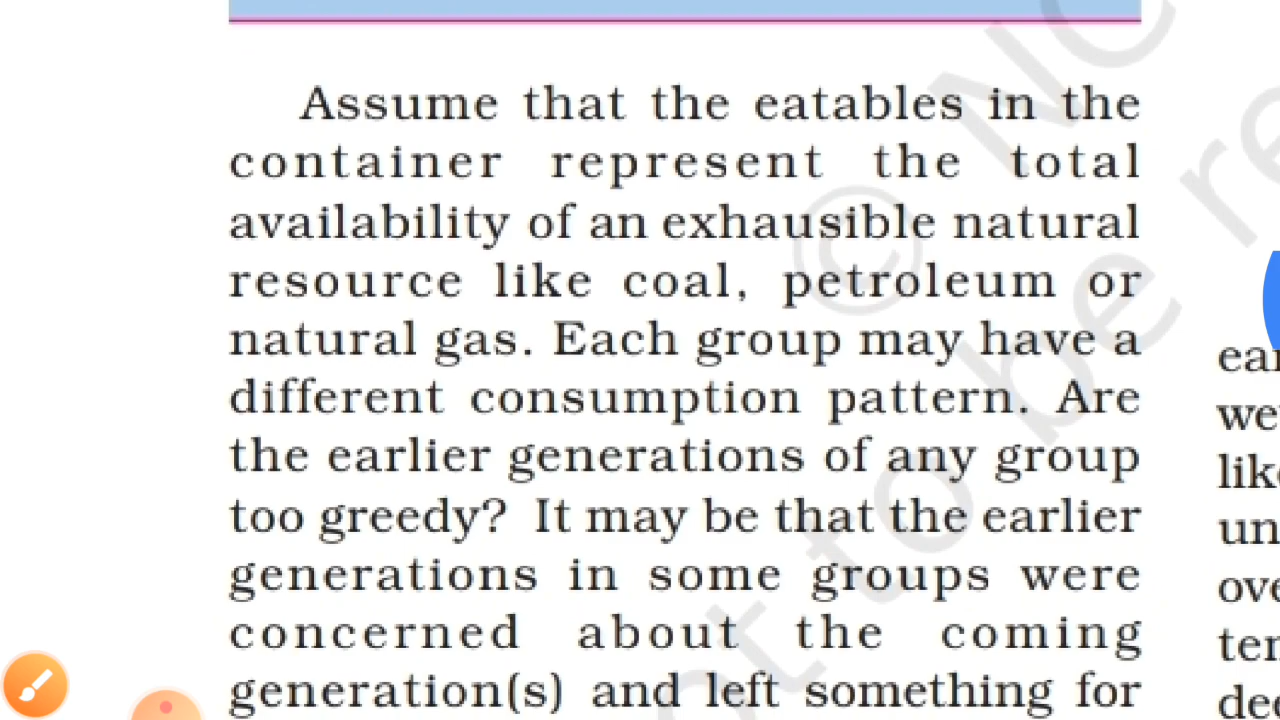 Assume that the eatables in the
container represent the total
availability of an exhausible natural
resource like coal, petroleum or
natural gas. Each group may have a
different consumption pattern. Are
the earlier generations of any group
too greedy? It may be that the earlier
generations in some groups were
concerned about the coming
generation(s) and left something for